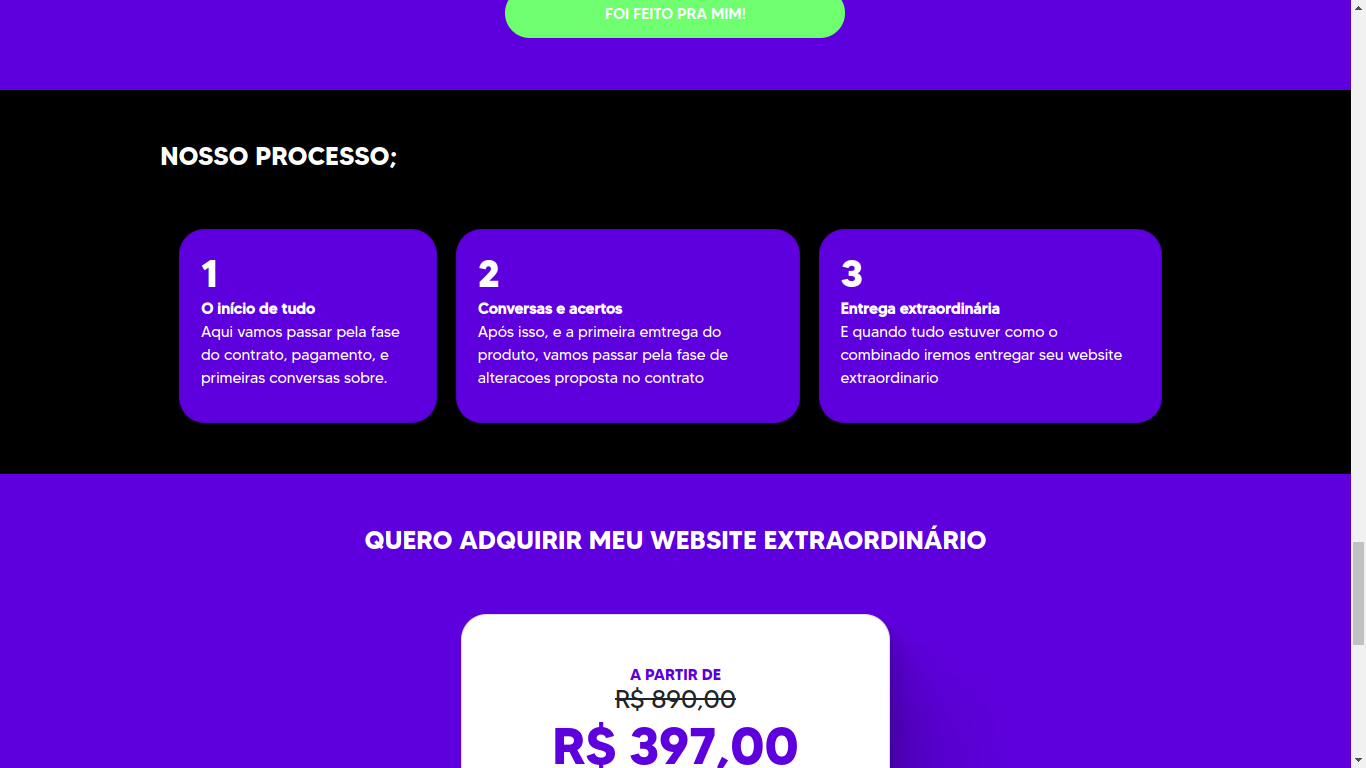 FOI FEITO PRA MIM!
NOSSO PROCESSO;
1
O início de tudo
Aqui vamos passar pela fase
do contrato, pagamento, e
primeiras conversas sobre.
2
Conversas e acertos
Após isso, e a primeira emtrega do
produto, vamos passar pela fase de
alteracoes proposta no contrato
3
Entrega extraordinária
E quando tudo estuver como o
combinado iremos entregar seu website
extraordinario
QUERO ADQUIRIR MEU WEBSITE EXTRAORDINÁRIO
A PARTIR DE
R$ 890,00
R$ 397,00